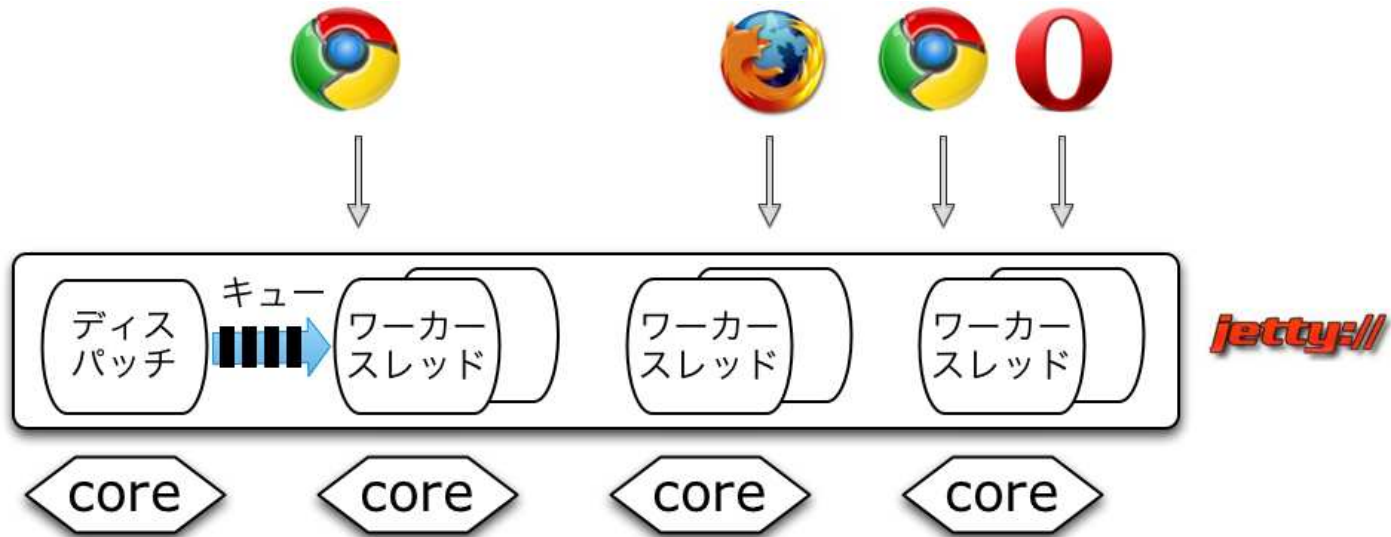 キュー
ディス
パッチ
ワーカー
スレッド
ワーカー
スレッド
ワーカー
スレッド
jetty://
core
core
core
core